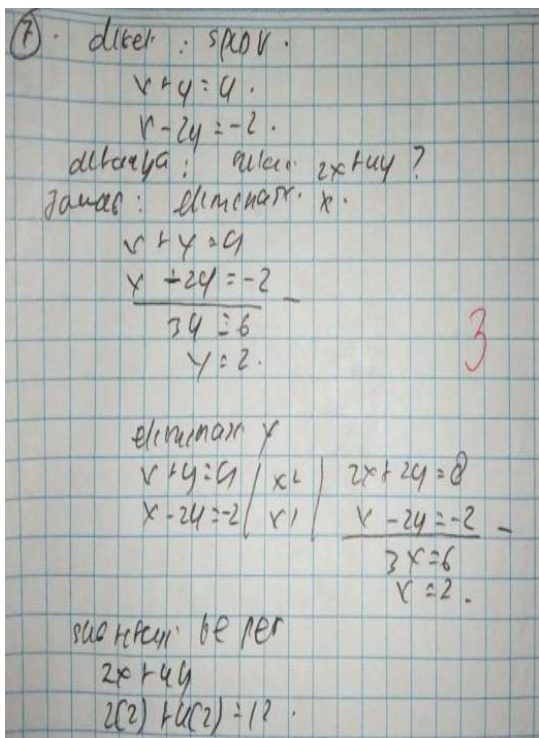 7. diket : SPLDV.
x + y = 4.
x - 2y = -2.
ditanya : nilai 2x + 4y ?
Jawab : eliminasi x.
x + y = 4
x - 2y = -2 -
3y = 6
y = 2.
3
eliminasi y
x + y = 4 | x2 | 2x + 2y = 8
x - 2y = -2 | x1 | x - 2y = -2 -
3x = 6
x = 2.
ke per
2x + 4y
2(2) + 4(2) = 12.